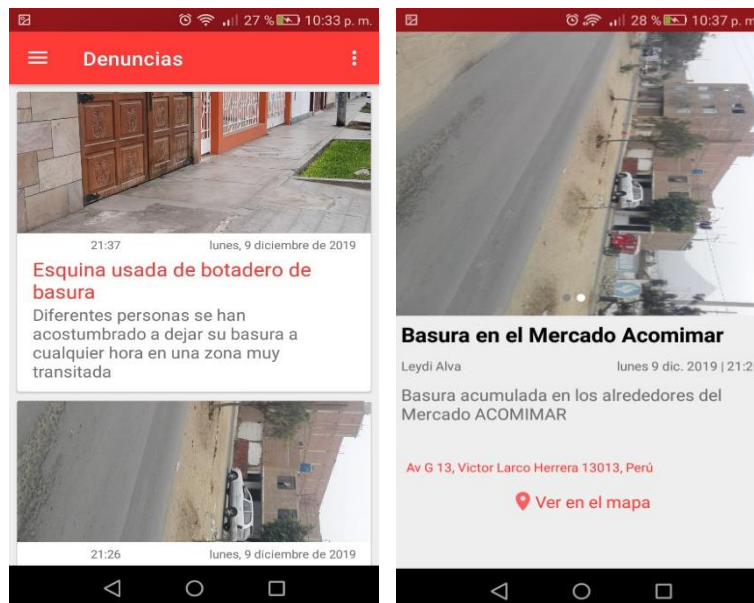 27 % 10:33 p. m.
Denuncias
21:37 lunes, 9 diciembre de 2019
Esquina usada de botadero de
basura
Diferentes personas se han
acostumbrado a dejar su basura a
cualquier hora en una zona muy
transitada
21:26 lunes, 9 diciembre de 2019
28 % 10:37 p. m
Basura en el Mercado Acomimar
Leydi Alva lunes 9 dic. 2019 | 21:2
Basura acumulada en los alrededores del
Mercado ACOMIMAR
Av G 13, Victor Larco Herrera 13013, Perú
Ver en el mapa